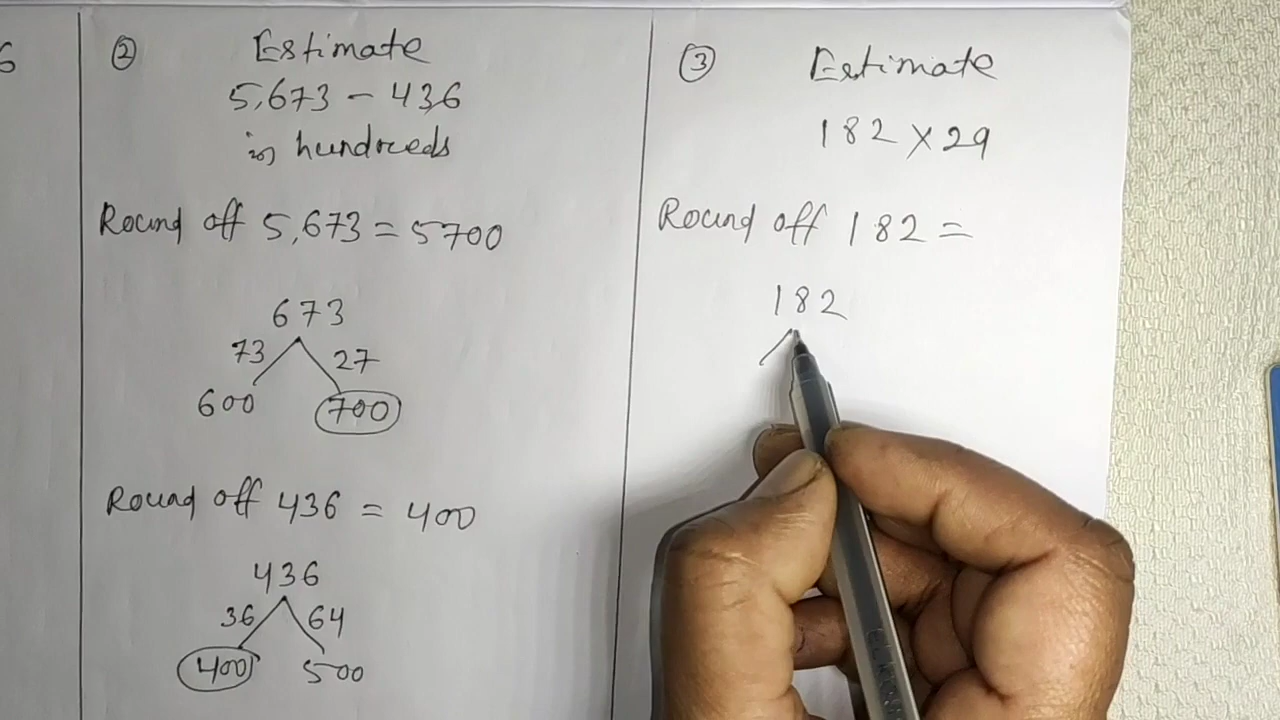 6
② Estimate
5,673 - 436
in hundreds
Round off 5,673 = 5700
673
73 27
600 700
Round off 436 = 400
436
36 64
400 500
③ Estimate
182 × 29
Round off 182 =
182